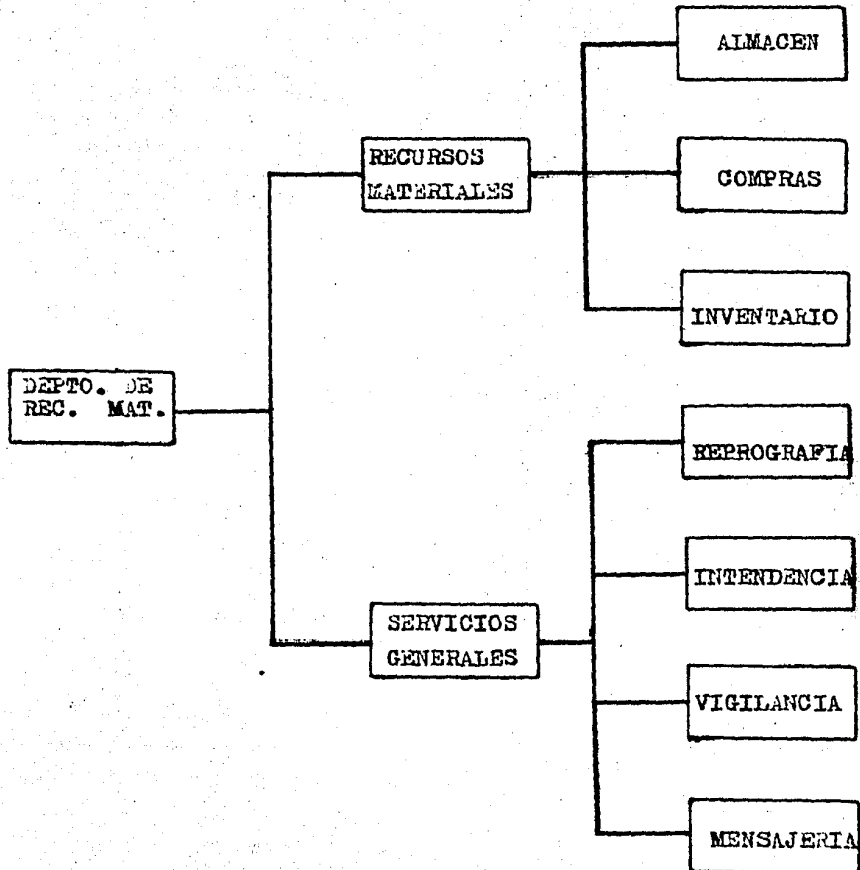 ALMACEN
RECURSOS
MATERIALES
COMPRAS
INVENTARIO
DEPTO. DE
REC. MAT.
REPROGRAFIA
INTENDENCIA
SERVICIOS
GENERALES
VIGILANCIA
MENSAJERIA